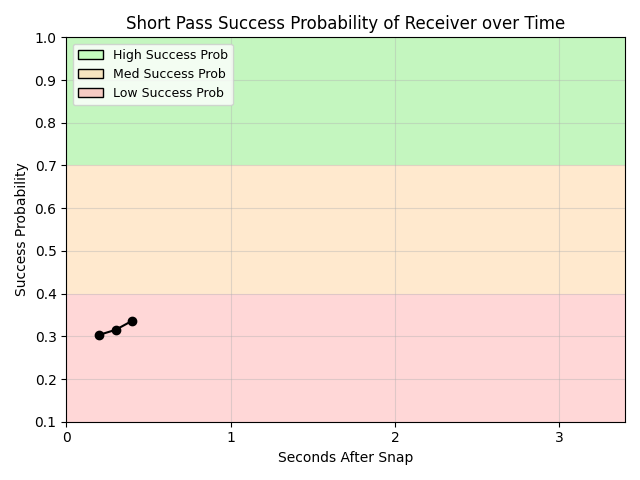 Short Pass Success Probability of Receiver over Time
1.0
0.9
0.8
0.7
0.6
0.5
0.4
0.3
0.2
0.1
Success Probability
High Success Prob
Med Success Prob
Low Success Prob
0 1 2 3
Seconds After Snap